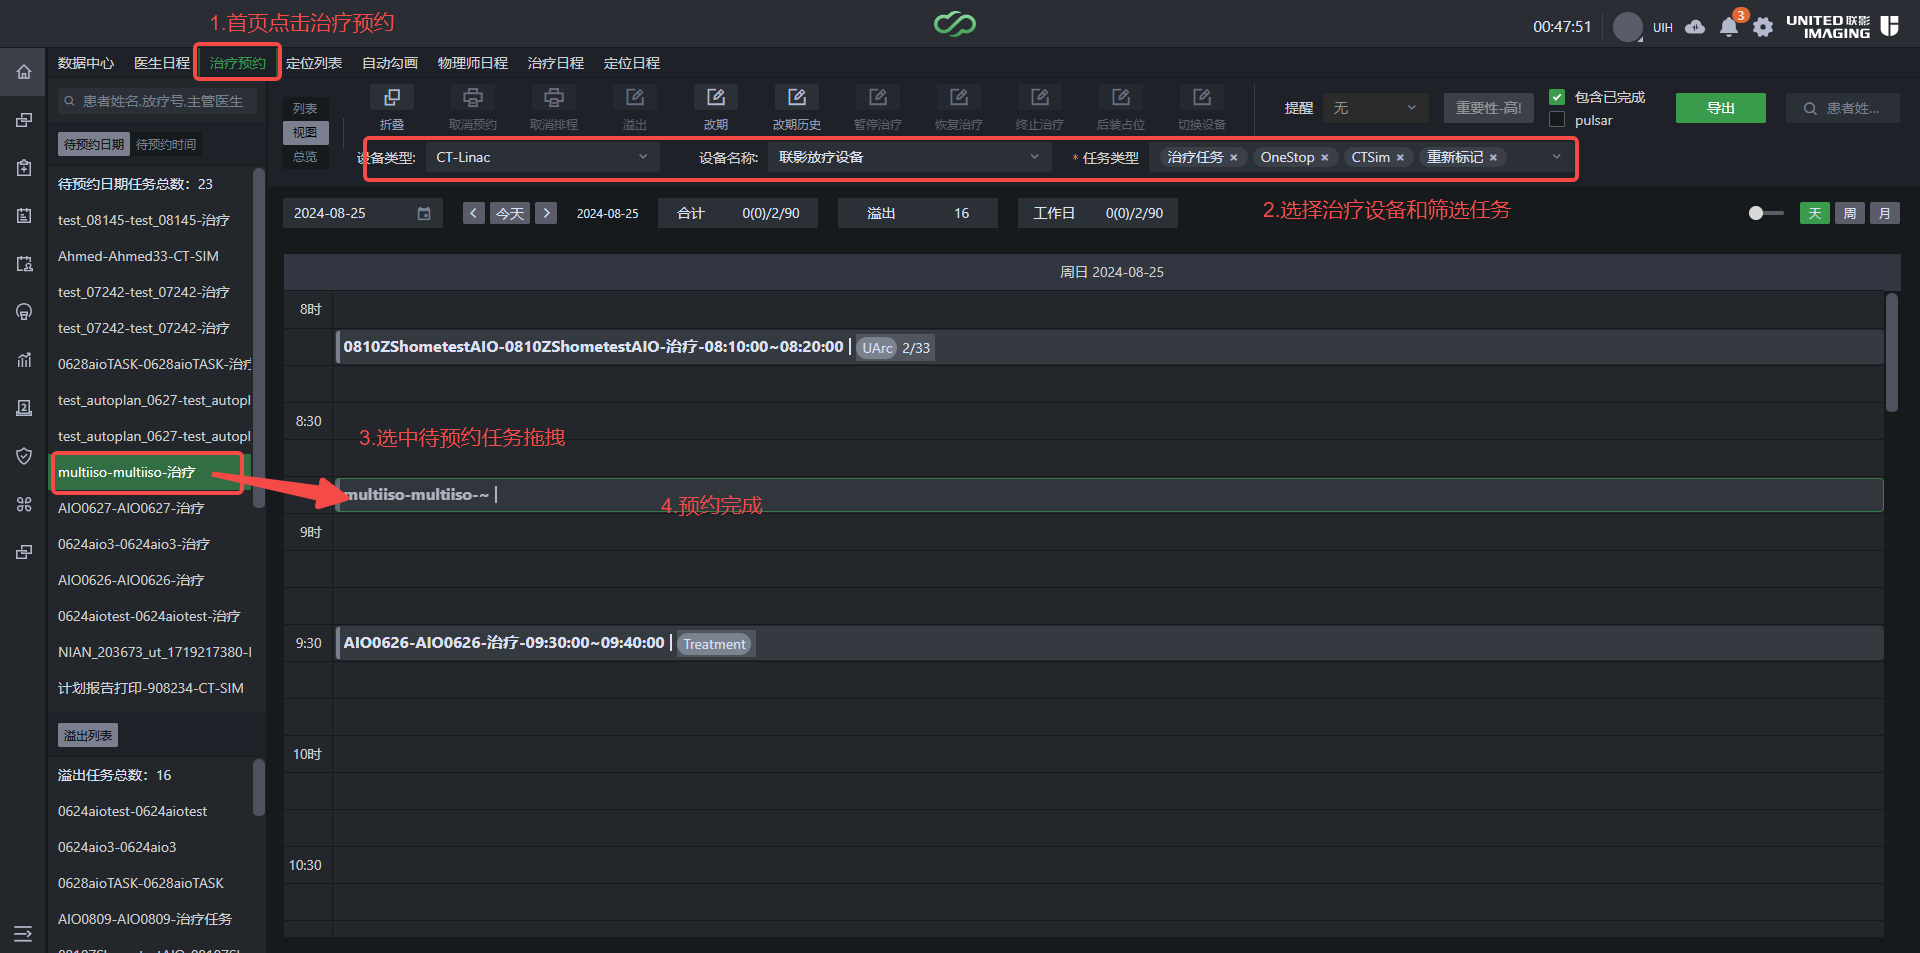 1.首页点击治疗预约
00:47:51
UIH
3
UNITED 联影
IMAGING
数据中心 医生日程 治疗预约 定位列表 自动勾画 物理师日程 治疗日程 定位日程
患者姓名,放疗号,主管医生
待预约日期 待预约时间
列表
视图
总览
折叠 取消预约 取消排程 溢出 改期 改期历史 暂停治疗 恢复治疗 终止治疗 后装占位 切换设备
提醒 无 重要性-高!
包含已完成
pulsar
导出
患者姓...
设备类型: CT-Linac 设备名称: 联影放疗设备 * 任务类型 治疗任务 × OneStop × CTSim × 重新标记 ×
2024-08-25 < 今天 > 2024-08-25 合计 0(0)/2/90 溢出 16 工作日 0(0)/2/90
2.选择治疗设备和筛选任务
天 周 月
待预约日期任务总数：23
test_08145-test_08145-治疗
Ahmed-Ahmed33-CT-SIM
test_07242-test_07242-治疗
test_07242-test_07242-治疗
0628aioTASK-0628aioTASK-治疗
test_autoplan_0627-test_autopl
test_autoplan_0627-test_autopl
multiiso-multiiso-治疗
AIO0627-AIO0627-治疗
0624aio3-0624aio3-治疗
AIO0626-AIO0626-治疗
0624aiotest-0624aiotest-治疗
NIAN_203673_ut_1719217380-
计划报告打印-908234-CT-SIM
溢出列表
溢出任务总数：16
0624aiotest-0624aiotest
0624aio3-0624aio3
0628aioTASK-0628aioTASK
AIO0809-AIO0809-治疗任务
周日 2024-08-25
8时
0810ZShometestAIO-0810ZShometestAIO-治疗-08:10:00~08:20:00 | UArc 2/33
8:30
3.选中待预约任务拖拽
multiiso-multiiso-~ |
4.预约完成
9时
9:30
AIO0626-AIO0626-治疗-09:30:00~09:40:00 | Treatment
10时
10:30